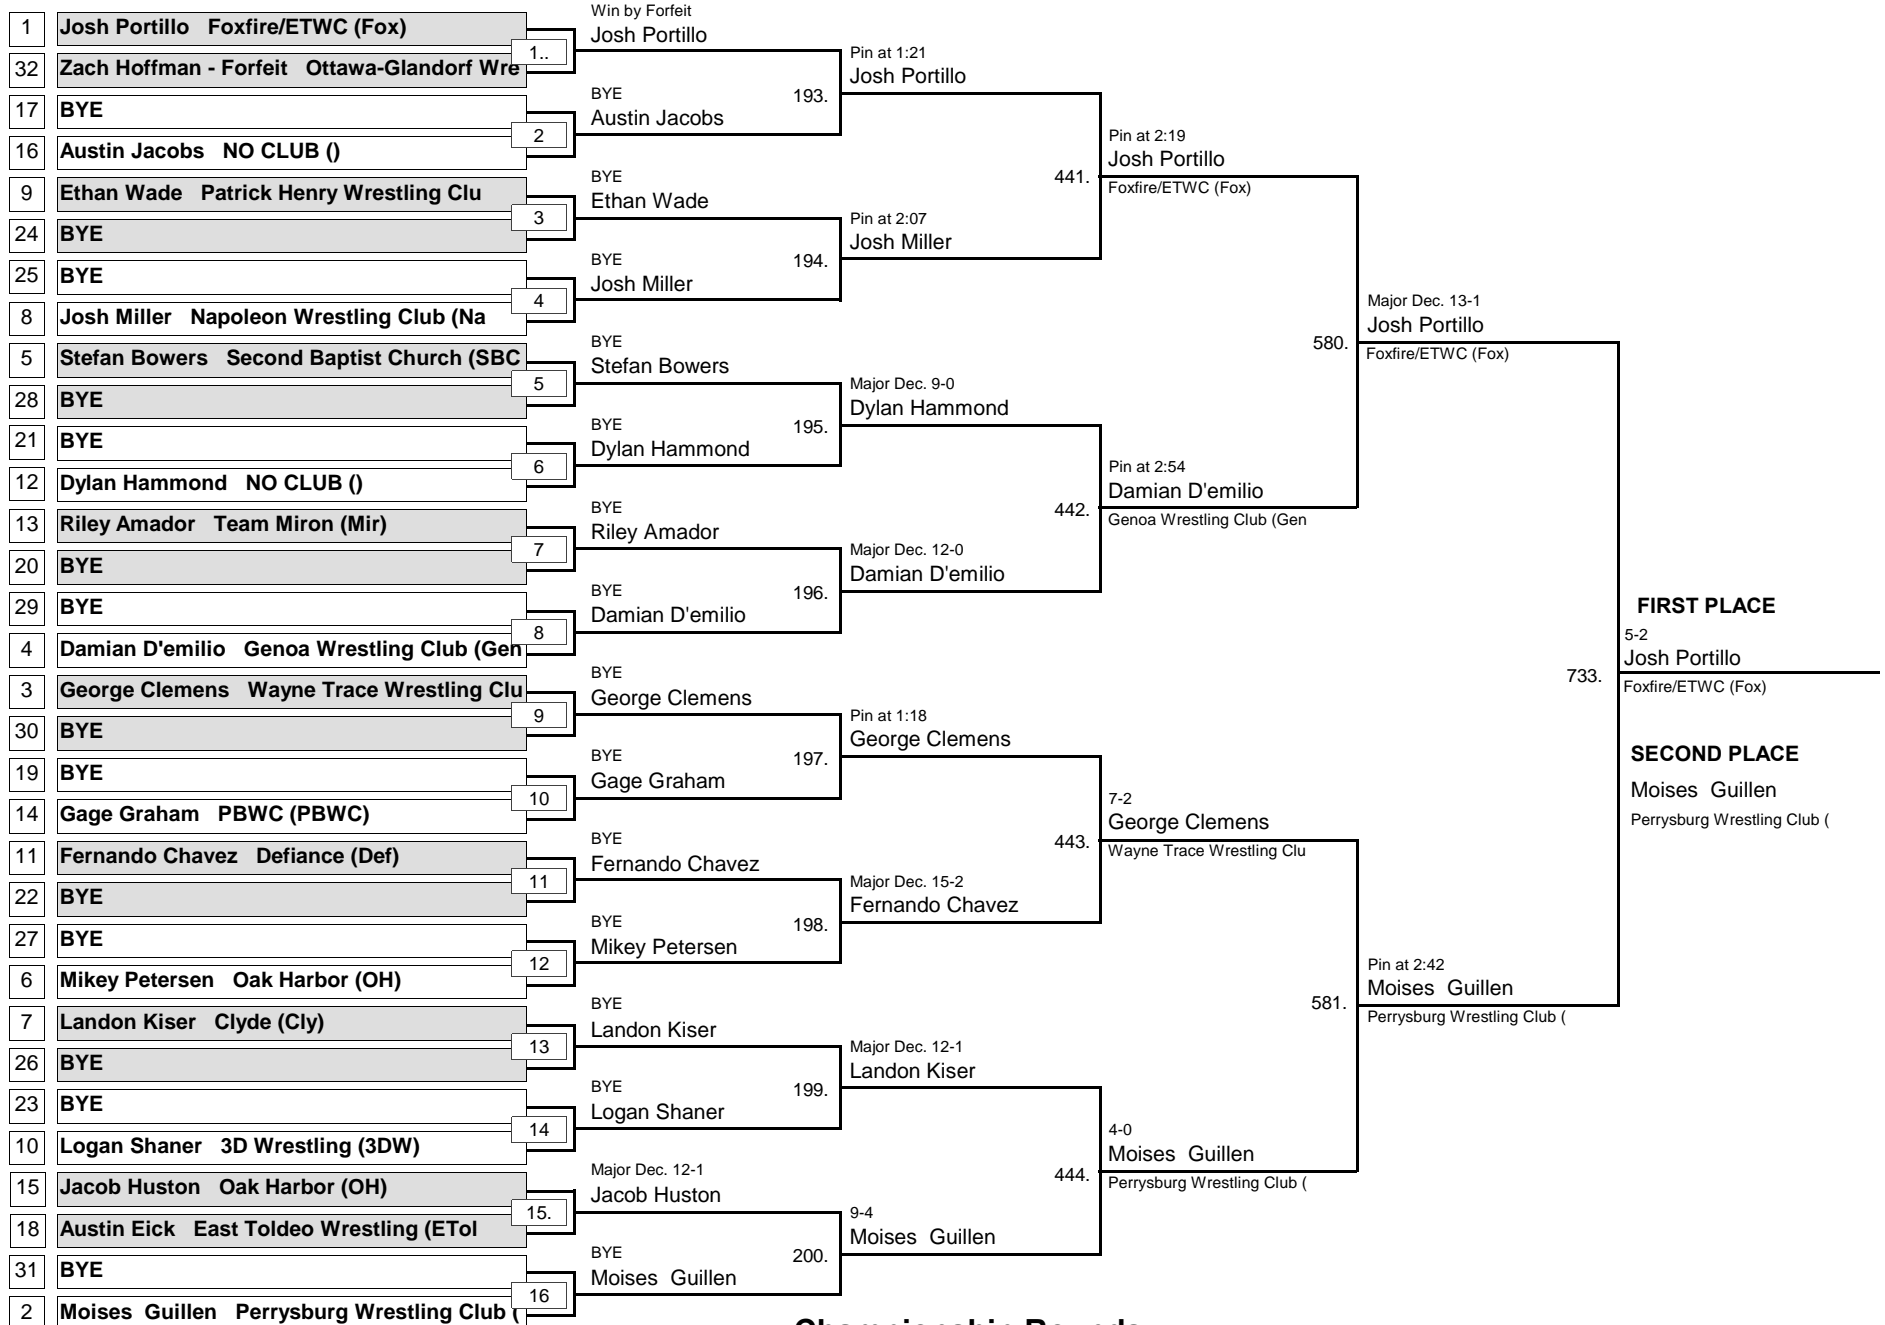 1 Josh Portillo Foxfire/ETWC (Fox)
32 Zach Hoffman - Forfeit Ottawa-Glandorf Wre
17 BYE
16 Austin Jacobs NO CLUB ()
9 Ethan Wade Patrick Henry Wrestling Clu
24 BYE
25 BYE
8 Josh Miller Napoleon Wrestling Club (Na
5 Stefan Bowers Second Baptist Church (SBC
28 BYE
21 BYE
12 Dylan Hammond NO CLUB ()
13 Riley Amador Team Miron (Mir)
20 BYE
29 BYE
4 Damian D'emilio Genoa Wrestling Club (Gen
3 George Clemens Wayne Trace Wrestling Clu
30 BYE
19 BYE
14 Gage Graham PBWC (PBWC)
11 Fernando Chavez Defiance (Def)
22 BYE
27 BYE
6 Mikey Petersen Oak Harbor (OH)
7 Landon Kiser Clyde (Cly)
26 BYE
23 BYE
10 Logan Shaner 3D Wrestling (3DW)
15 Jacob Huston Oak Harbor (OH)
18 Austin Eick East Toldeo Wrestling (ETol
31 BYE
2 Moises Guillen Perrysburg Wrestling Club (
1..
2
3
4
5
6
7
8
9
10
11
12
13
14
15.
16
Win by Forfeit
Josh Portillo
BYE
Austin Jacobs
BYE
Ethan Wade
BYE
Josh Miller
BYE
Stefan Bowers
BYE
Dylan Hammond
BYE
Riley Amador
BYE
Damian D'emilio
BYE
George Clemens
BYE
Gage Graham
BYE
Fernando Chavez
BYE
Mikey Petersen
BYE
Landon Kiser
BYE
Logan Shaner
Major Dec. 12-1
Jacob Huston
BYE
Moises Guillen
193.
194.
195.
196.
197.
198.
199.
200.
Pin at 1:21
Josh Portillo
Pin at 2:07
Josh Miller
Major Dec. 9-0
Dylan Hammond
Major Dec. 12-0
Damian D'emilio
Pin at 1:18
George Clemens
Major Dec. 15-2
Fernando Chavez
Major Dec. 12-1
Landon Kiser
9-4
Moises Guillen
441.
442.
443.
444.
Pin at 2:19
Josh Portillo
Foxfire/ETWC (Fox)
Pin at 2:54
Damian D'emilio
Genoa Wrestling Club (Gen
7-2
George Clemens
Wayne Trace Wrestling Clu
4-0
Moises Guillen
Perrysburg Wrestling Club (
580.
581.
Major Dec. 13-1
Josh Portillo
Foxfire/ETWC (Fox)
Pin at 2:42
Moises Guillen
Perrysburg Wrestling Club (
733.
FIRST PLACE
5-2
Josh Portillo
Foxfire/ETWC (Fox)
SECOND PLACE
Moises Guillen
Perrysburg Wrestling Club (
Championship Rounds